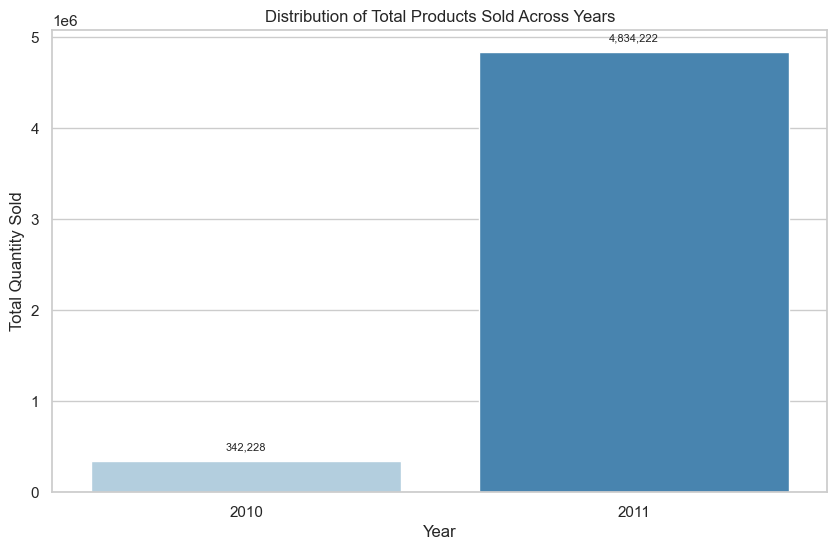 Distribution of Total Products Sold Across Years
1e6
5
4
3
2
1
0
Total Quantity Sold
342,228
4,834,222
2010
2011
Year